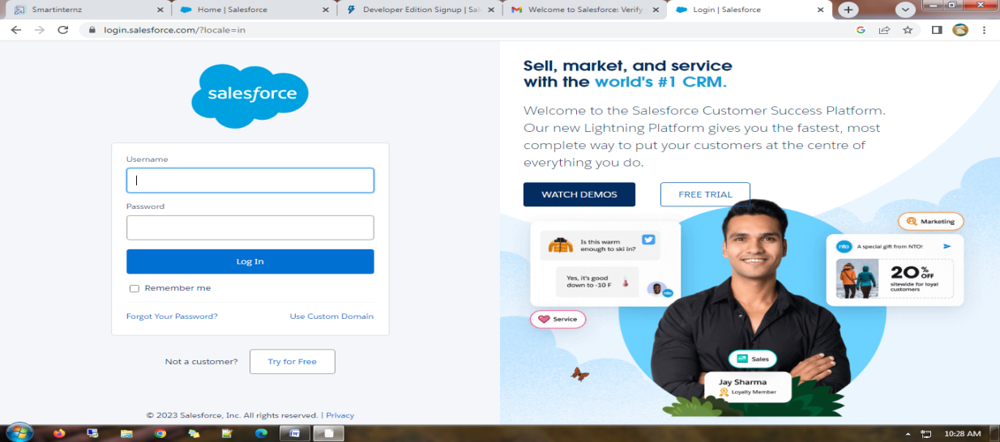 Smartinternz
Home | Salesforce
Developer Edition Signup | Sal
Welcome to Salesforce: Verify
Login | Salesforce
login.salesforce.com/?locale=in
salesforce
Username
Password
Log In
Remember me
Forgot Your Password?
Use Custom Domain
Not a customer?
Try for Free
© 2023 Salesforce, Inc. All rights reserved. | Privacy
Sell, market, and service
with the world's #1 CRM.
Welcome to the Salesforce Customer Success Platform.
Our new Lightning Platform gives you the fastest, most
complete way to put your customers at the centre of
everything you do.
WATCH DEMOS
FREE TRIAL
Is this warm
enough to ski in?
Yes, it's good
down to -10 F
nto
Service
Marketing
nto
A special gift from NTO!
20% OFF
sitewide for loyal
customers
Sales
Jay Sharma
Loyalty Member
10:28 AM